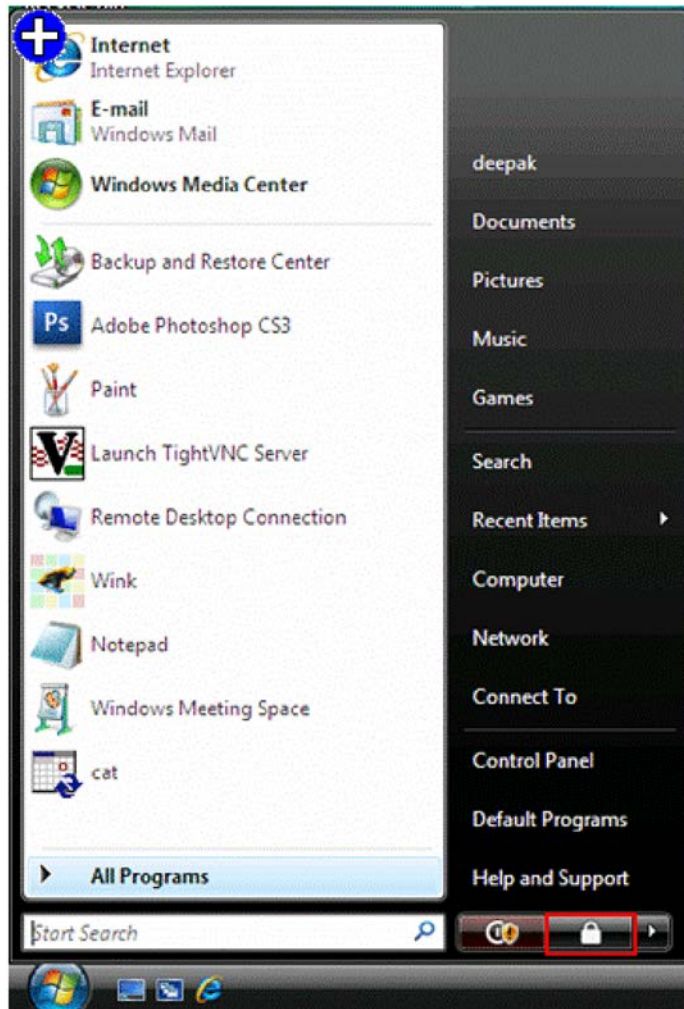 Internet
Internet Explorer
E-mail
Windows Mail
Windows Media Center
Backup and Restore Center
Ps
Adobe Photoshop CS3
Paint
V
Launch TightVNC Server
Remote Desktop Connection
Wink
Notepad
Windows Meeting Space
cat
All Programs
Start Search
deepak
Documents
Pictures
Music
Games
Search
Recent Items
Computer
Network
Connect To
Control Panel
Default Programs
Help and Support